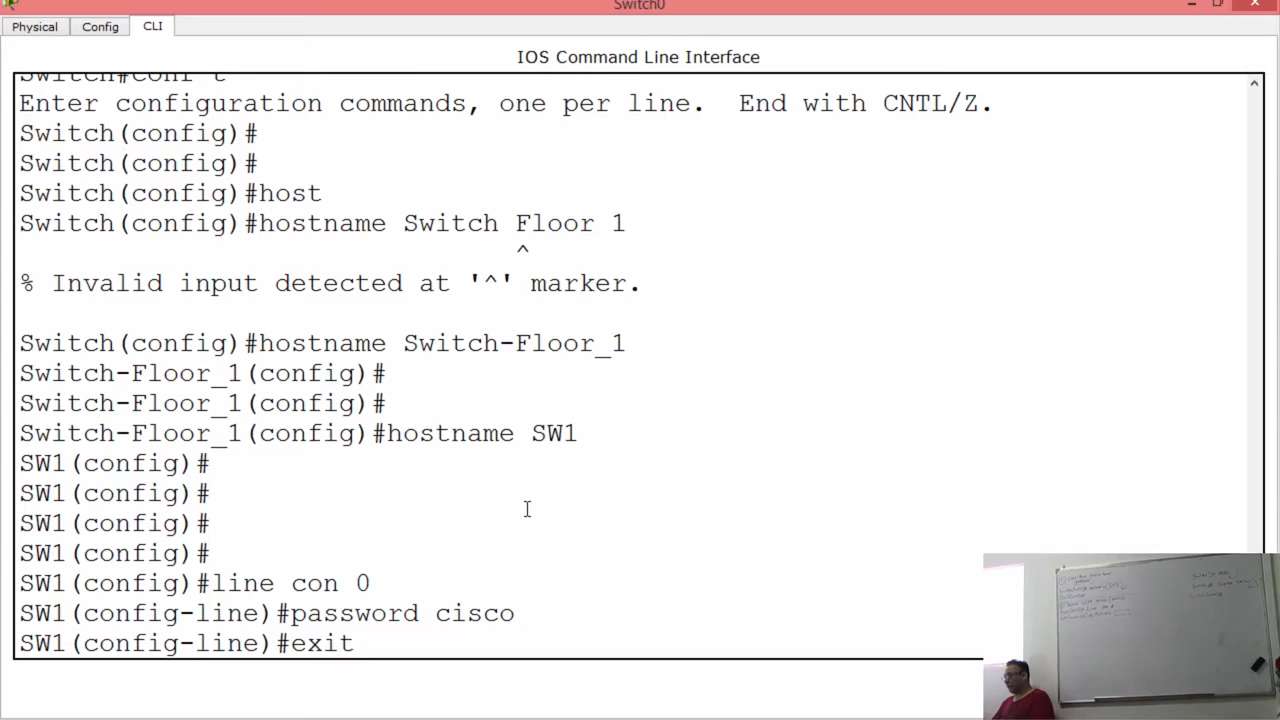 Switch0
Physical
Config
CLI
IOS Command Line Interface
Switch#conf t
Enter configuration commands, one per line.  End with CNTL/Z.
Switch(config)#
Switch(config)#
Switch(config)#host
Switch(config)#hostname Switch Floor 1
^
% Invalid input detected at '^' marker.
Switch(config)#hostname Switch-Floor_1
Switch-Floor_1(config)#
Switch-Floor_1(config)#
Switch-Floor_1(config)#hostname SW1
SW1(config)#
SW1(config)#
SW1(config)#
SW1(config)#
SW1(config)#line con 0
SW1(config-line)#password cisco
SW1(config-line)#exit